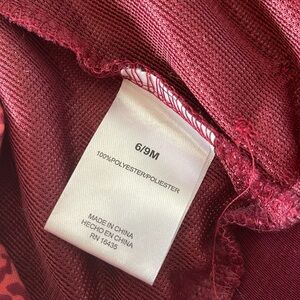 6/9M
100%POLYESTER/POLIESTER
MADE IN CHINA
HECHO EN CHINA
RN 16435